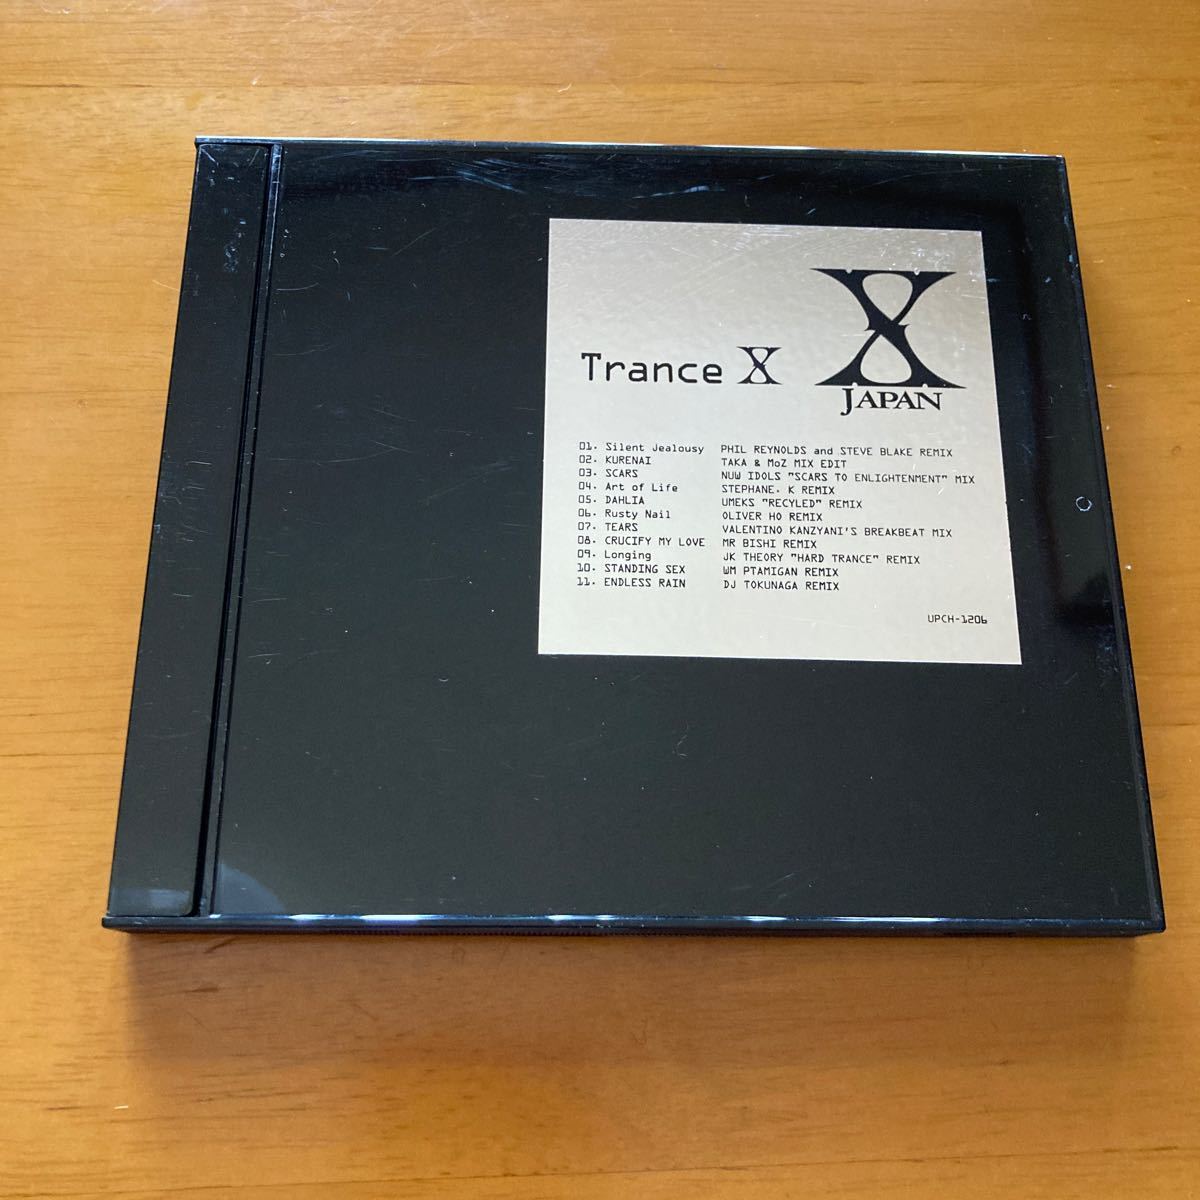 Trance X
X
JAPAN
01. Silent Jealousy PHIL REYNOLDS and STEVE BLAKE REMIX
02. KURENAI TAKA & MoZ MIX EDIT
03. SCARS NUW IDOLS "SCARS TO ENLIGHTENMENT" MIX
04. Art of Life STEPHANE. K REMIX
05. DAHLIA UMEKS "RECYLED" REMIX
06. Rusty Nail OLIVER HO REMIX
07. TEARS VALENTINO KANZYANI'S BREAKBEAT MIX
08. CRUCIFY MY LOVE MR BISHI REMIX
09. Longing JK THEORY "HARD TRANCE" REMIX
10. STANDING SEX WM PTAMIGAN REMIX
11. ENDLESS RAIN DJ TOKUNAGA REMIX
UPCH-1206